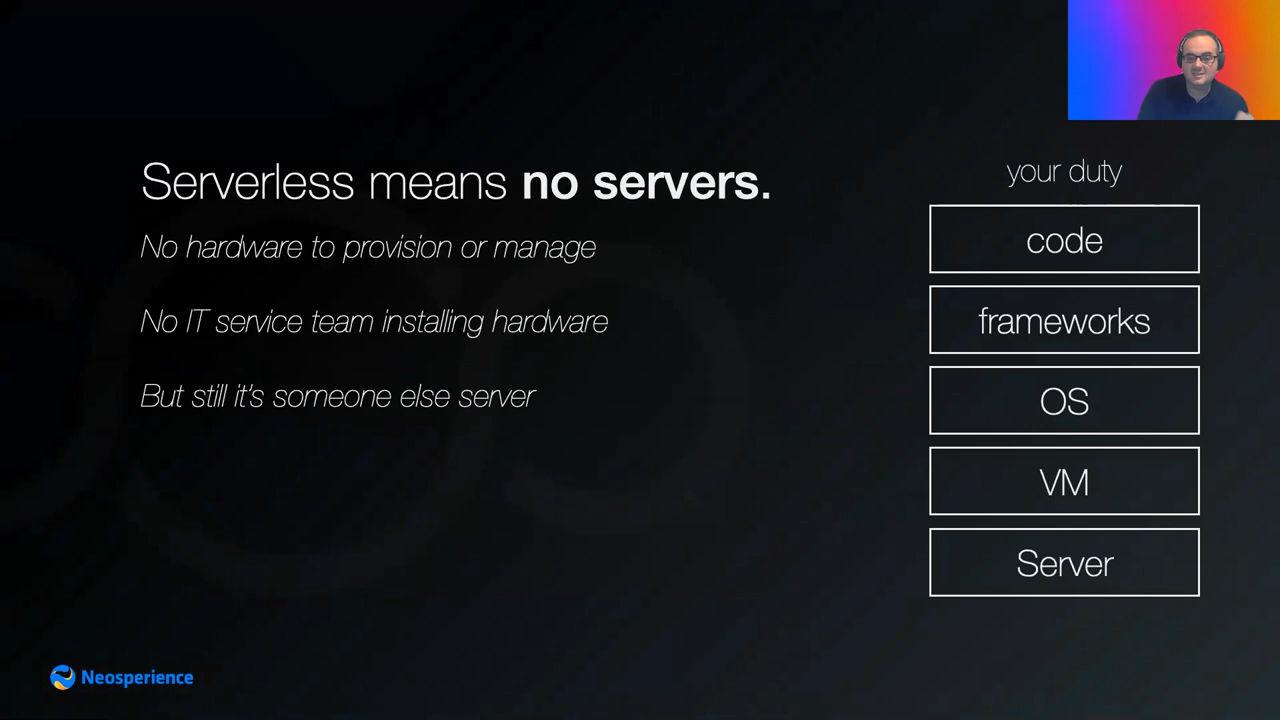 Serverless means no servers.
No hardware to provision or manage
No IT service team installing hardware
But still it's someone else server
your duty
code
frameworks
OS
VM
Server
Neosperience